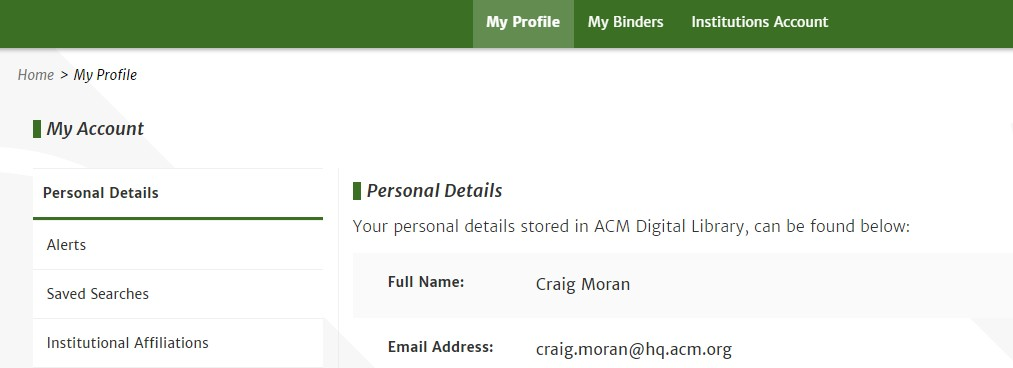 My Profile My Binders Institutions Account
Home > My Profile
My Account
Personal Details
Alerts
Saved Searches
Institutional Affiliations
Personal Details
Your personal details stored in ACM Digital Library, can be found below:
Full Name: Craig Moran
Email Address: craig.moran@hq.acm.org